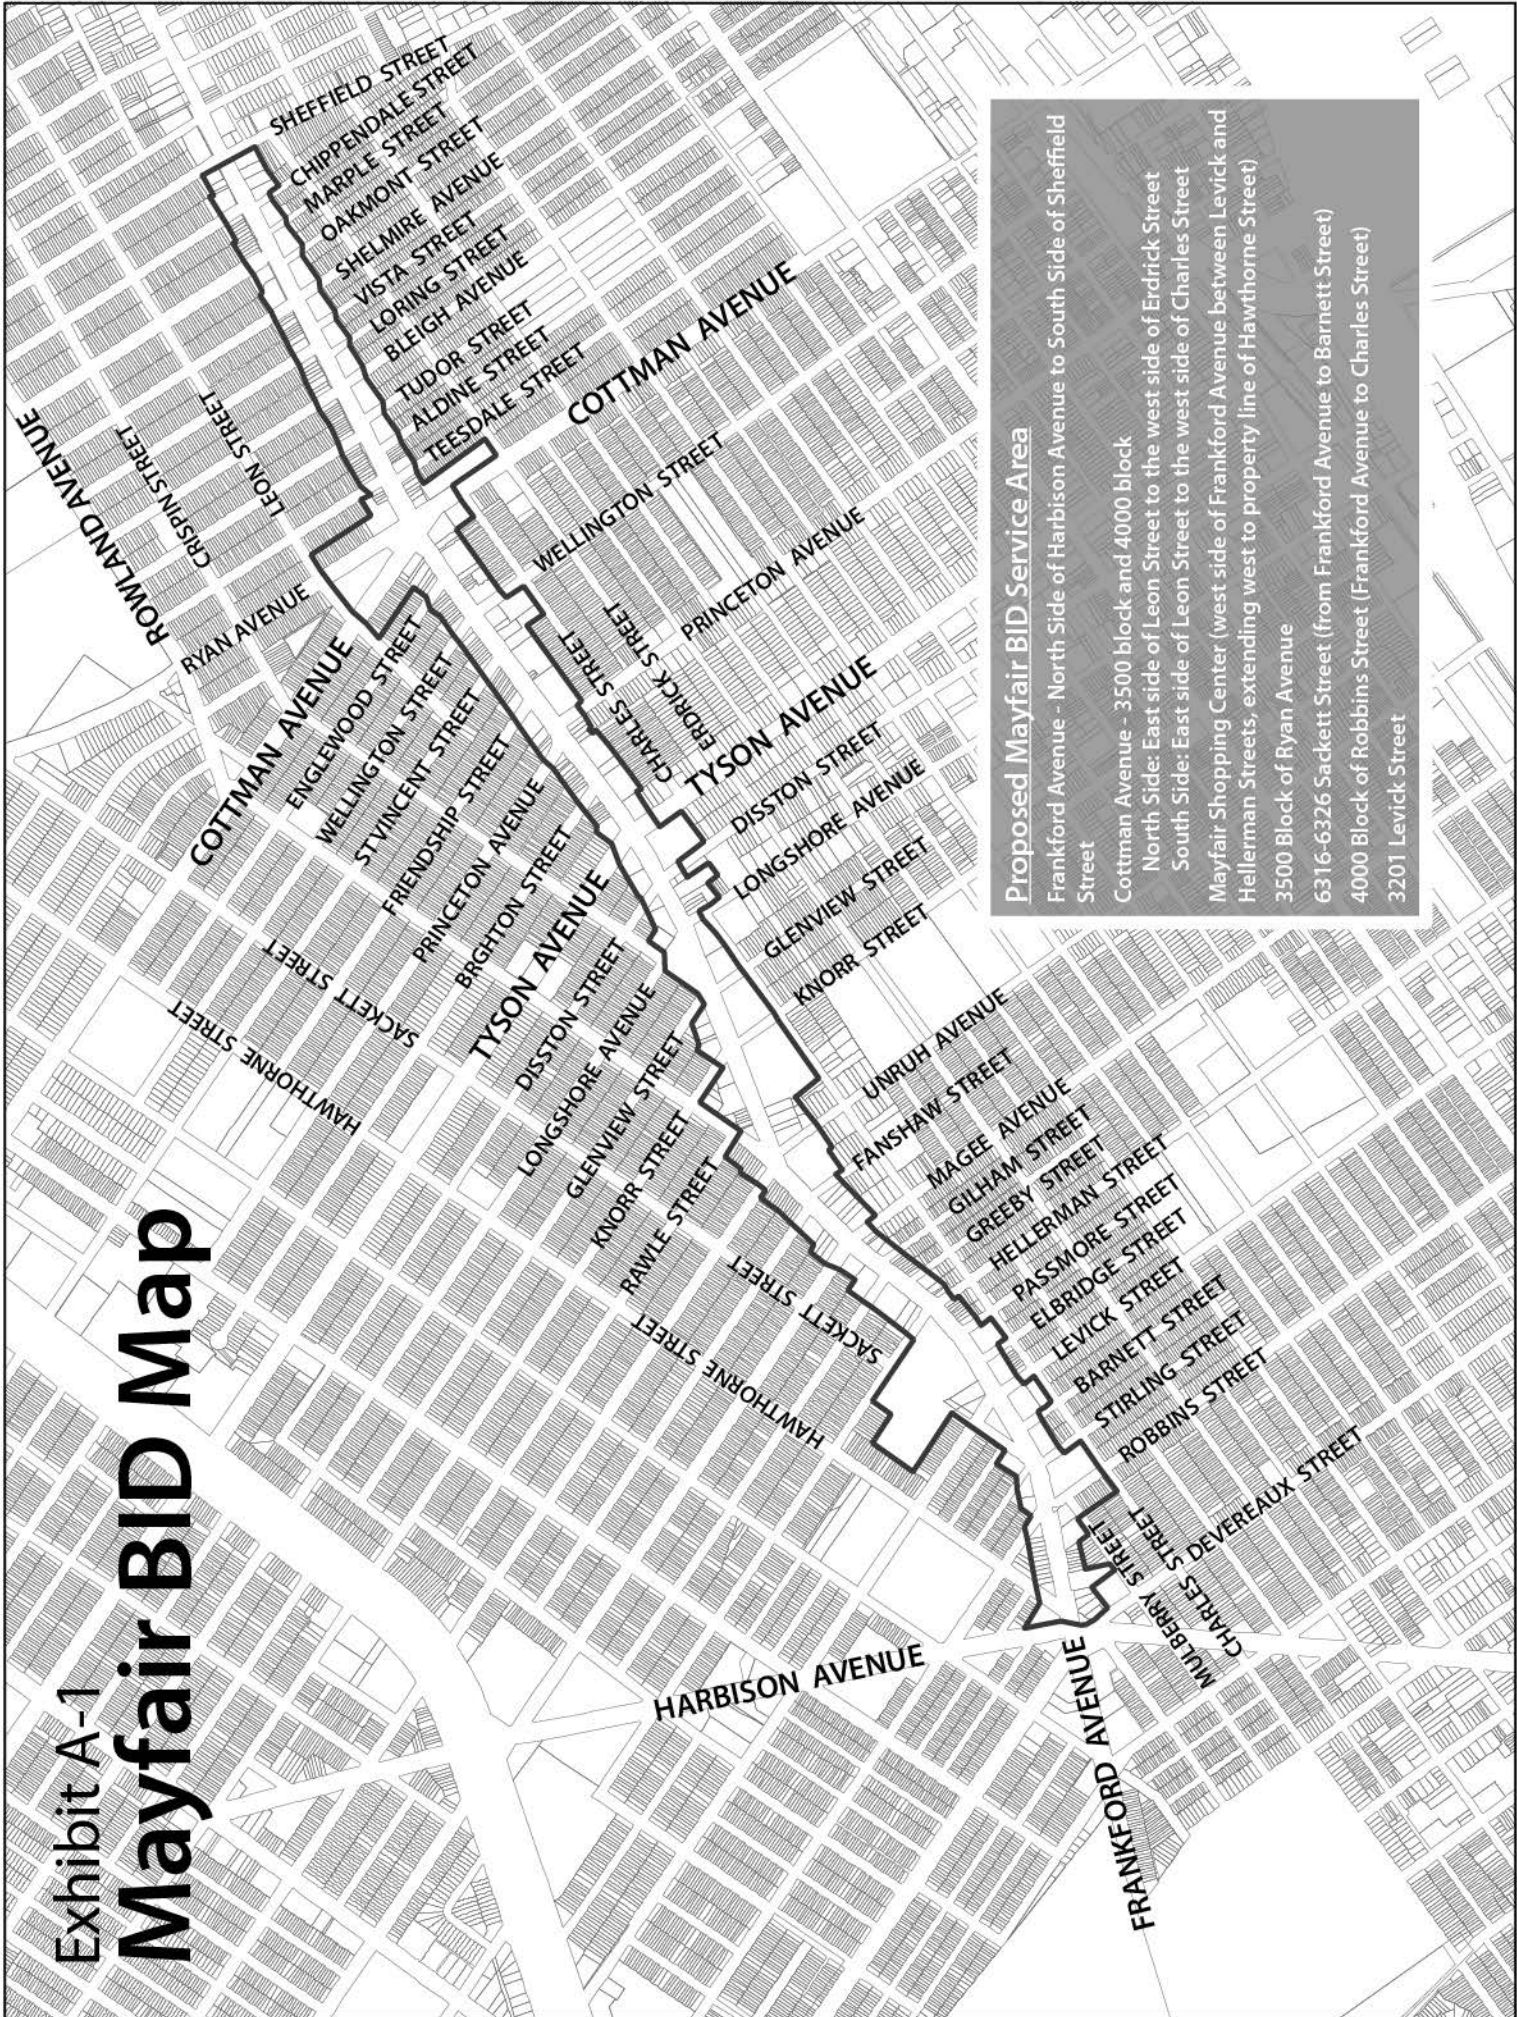 Exhibit A-1
Mayfair BID Map
ROWLAND AVENUE
CRISPIN STREET
LEON STREET
RYAN AVENUE
SHEFFIELD STREET
CHIPPENDALE STREET
MARPLE STREET
OAKMONT STREET
SHELMIRE AVENUE
VISTA STREET
LORING STREET
BLEIGH AVENUE
TUDOR STREET
ALDINE STREET
TEESDALE STREET
COTTMAN AVENUE
COTTMAN AVENUE
ENGLEWOOD STREET
WELLINGTON STREET
ST VINCENT STREET
FRIENDSHIP STREET
PRINCETON AVENUE
BRGHTON STREET
TYSON AVENUE
DISSTON STREET
LONGSHORE AVENUE
GLENVIEW STREET
KNORR STREET
RAWLE STREET
SACKETT STREET
SACKETT STREET
HAWTHORNE STREET
HAWTHORNE STREET
SACKETT STREET
HAWTHORNE STREET
WELLINGTON STREET
PRINCETON AVENUE
CHARLES STREET
ERDRICK STREET
CHARLES STREET
TYSON AVENUE
DISSTON STREET
LONGSHORE AVENUE
GLENVIEW STREET
KNORR STREET
UNRUH AVENUE
FANSHAW STREET
MAGEE AVENUE
GILHAM STREET
GREEBY STREET
HELLERMAN STREET
PASSMORE STREET
ELBRIDGE STREET
LEVICK STREET
BARNETT STREET
STIRLING STREET
ROBBINS STREET
DEVEREAUX STREET
MULBERRY STREET
CHARLES STREET
HARBISON AVENUE
FRANKFORD AVENUE
Proposed Mayfair BID Service Area
Frankford Avenue - North Side of Harbison Avenue to South Side of Sheffield
Street
Cottman Avenue - 3500 block and 4000 block
North Side: East side of Leon Street to the west side of Erdrick Street
South Side: East side of Leon Street to the west side of Charles Street
Mayfair Shopping Center (west side of Frankford Avenue between Levick and
Hellerman Streets, extending west to property line of Hawthorne Street)
3500 Block of Ryan Avenue
6316-6326 Sackett Street (from Frankford Avenue to Barnett Street)
4000 Block of Robbins Street (Frankford Avenue to Charles Street)
3201 Levick Street